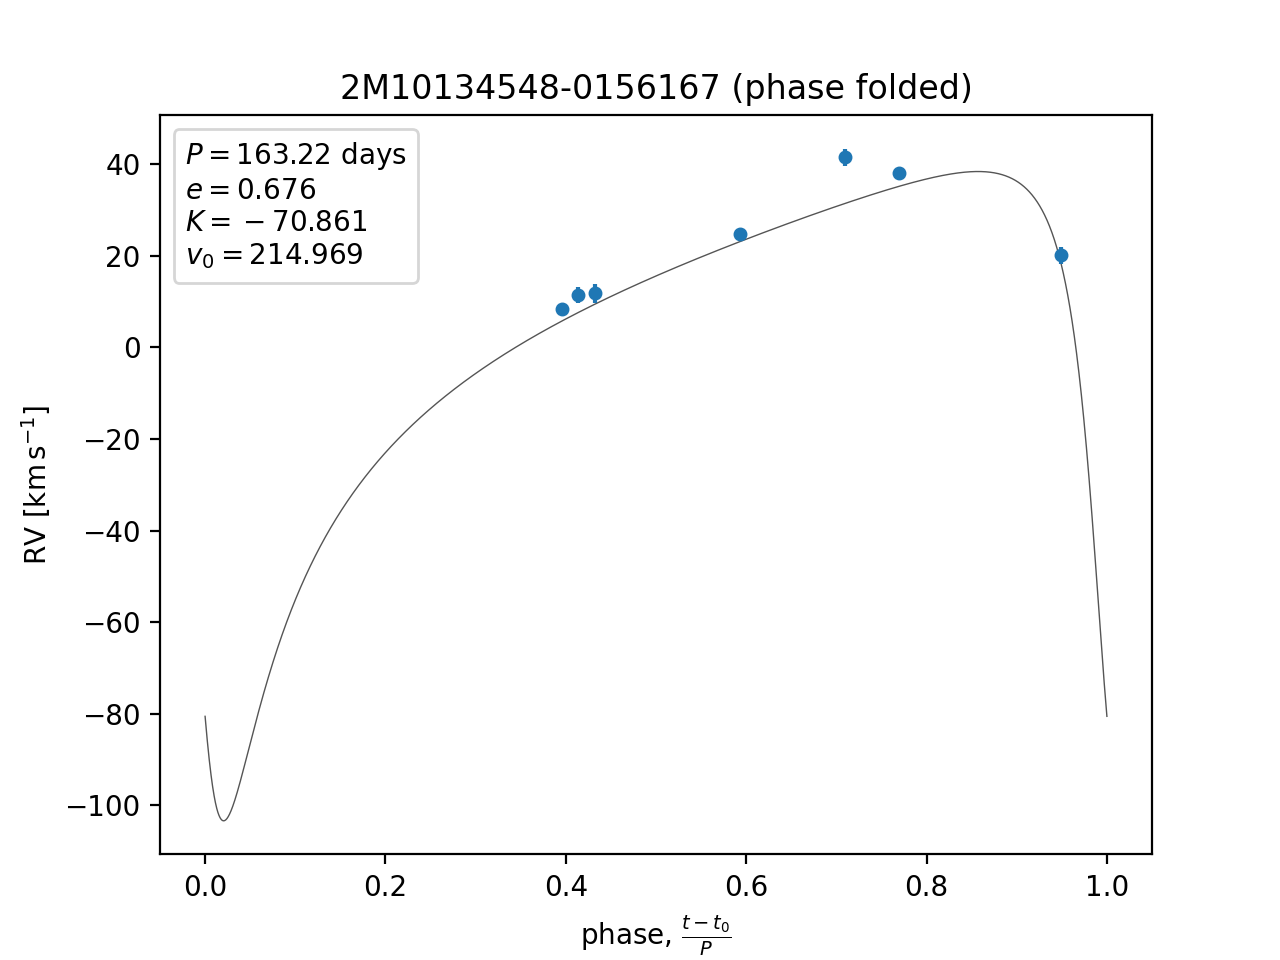 2M10134548-0156167 (phase folded)
P = 163.22 days
e = 0.676
K = −70.861
v₀ = 214.969
40
20
0
−20
−40
−60
−80
−100
RV [km s⁻¹]
0.0 0.2 0.4 0.6 0.8 1.0
phase, (t − t₀)/P